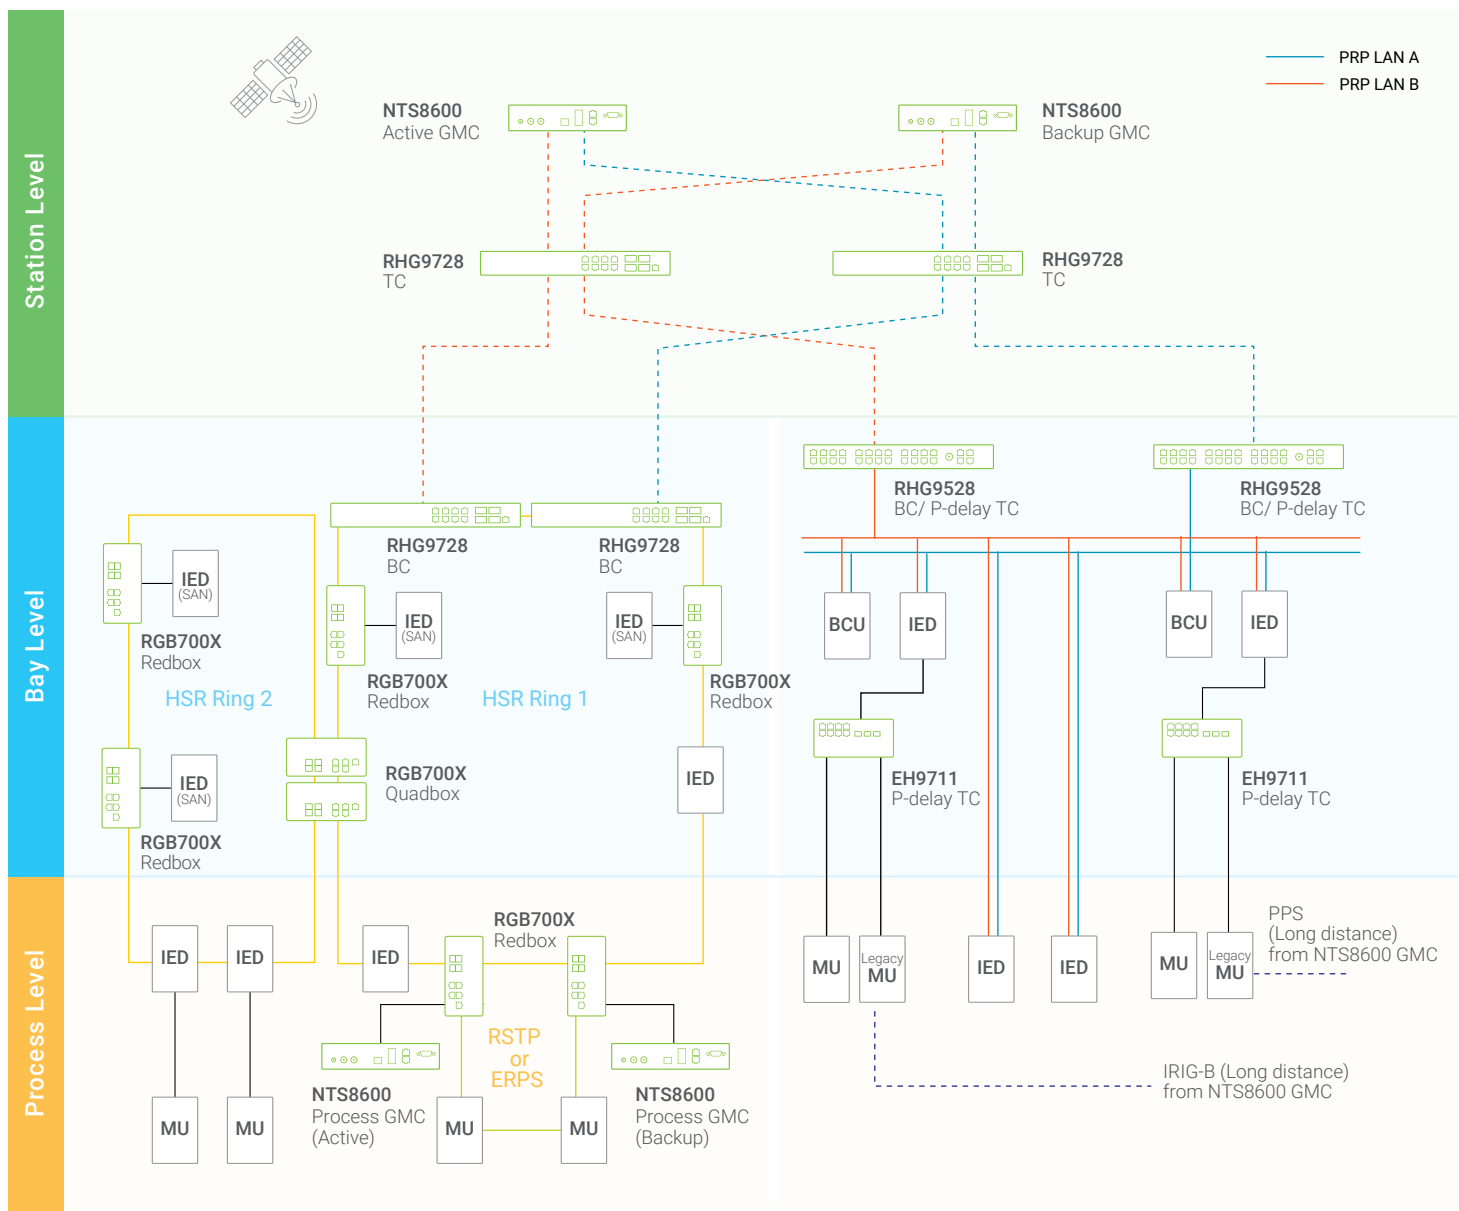 Station Level
PRP LAN A
PRP LAN B
NTS8600
Active GMC
NTS8600
Backup GMC
RHG9728
TC
RHG9728
TC
Bay Level
RHG9528
BC/ P-delay TC
RHG9528
BC/ P-delay TC
RHG9728
BC
RHG9728
BC
IED
(SAN)
RGB700X
Redbox
IED
(SAN)
RGB700X
Redbox
IED
(SAN)
RGB700X
Redbox
HSR Ring 2
HSR Ring 1
BCU
IED
BCU
IED
IED
(SAN)
RGB700X
Redbox
RGB700X
Quadbox
IED
EH9711
P-delay TC
EH9711
P-delay TC
Process Level
IED
IED
IED
RGB700X
Redbox
MU
Legacy
MU
IED
IED
MU
Legacy
MU
PPS
(Long distance)
from NTS8600 GMC
RSTP
or
ERPS
IRIG-B (Long distance)
from NTS8600 GMC
NTS8600
Process GMC
(Active)
NTS8600
Process GMC
(Backup)
MU
MU
MU
MU